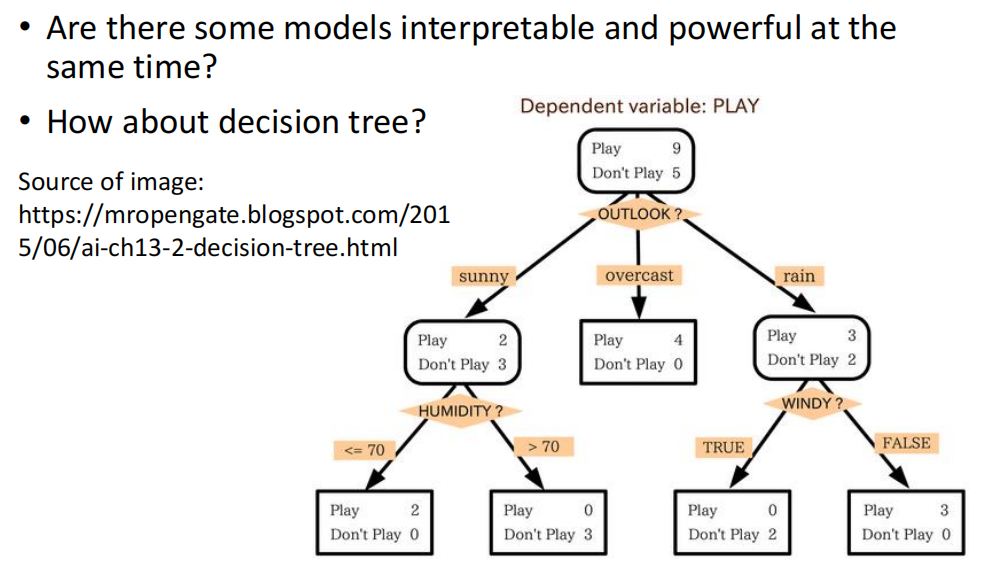 • Are there some models interpretable and powerful at the
same time?
• How about decision tree?
Source of image:
https://mropengate.blogspot.com/201
5/06/ai-ch13-2-decision-tree.html
Dependent variable: PLAY
Play 9
Don't Play 5
OUTLOOK ?
sunny
overcast
rain
Play 2
Don't Play 3
Play 4
Don't Play 0
Play 3
Don't Play 2
HUMIDITY ?
WINDY ?
<= 70
> 70
TRUE
FALSE
Play 2
Don't Play 0
Play 0
Don't Play 3
Play 0
Don't Play 2
Play 3
Don't Play 0